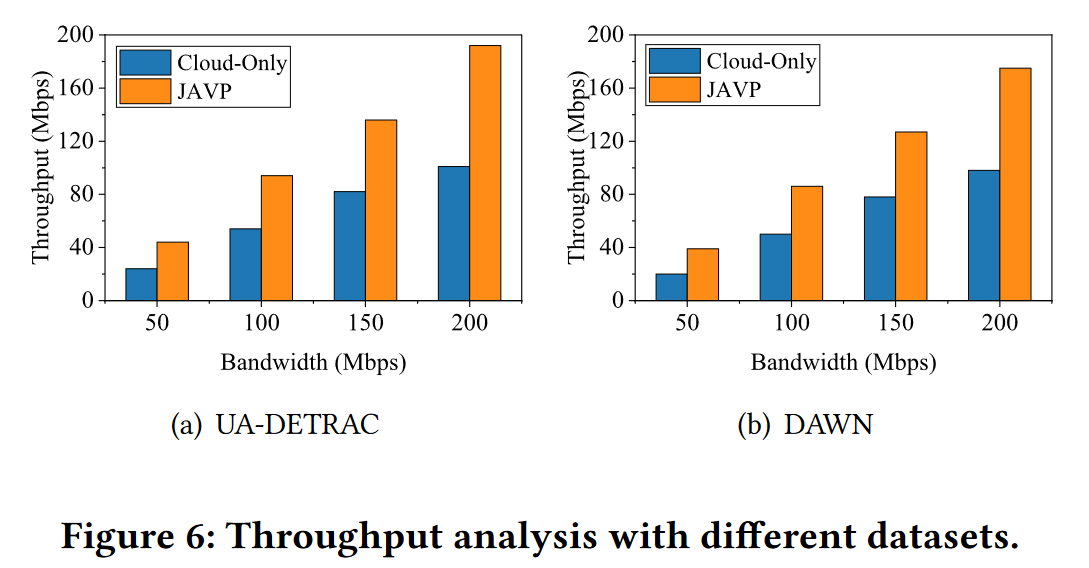 Throughput (Mbps)
200
160
120
80
40
0
Cloud-Only
JAVP
50 100 150 200
Bandwidth (Mbps)
(a) UA-DETRAC
Throughput (Mbps)
200
160
120
80
40
0
Cloud-Only
JAVP
50 100 150 200
Bandwidth (Mbps)
(b) DAWN
Figure 6: Throughput analysis with different datasets.